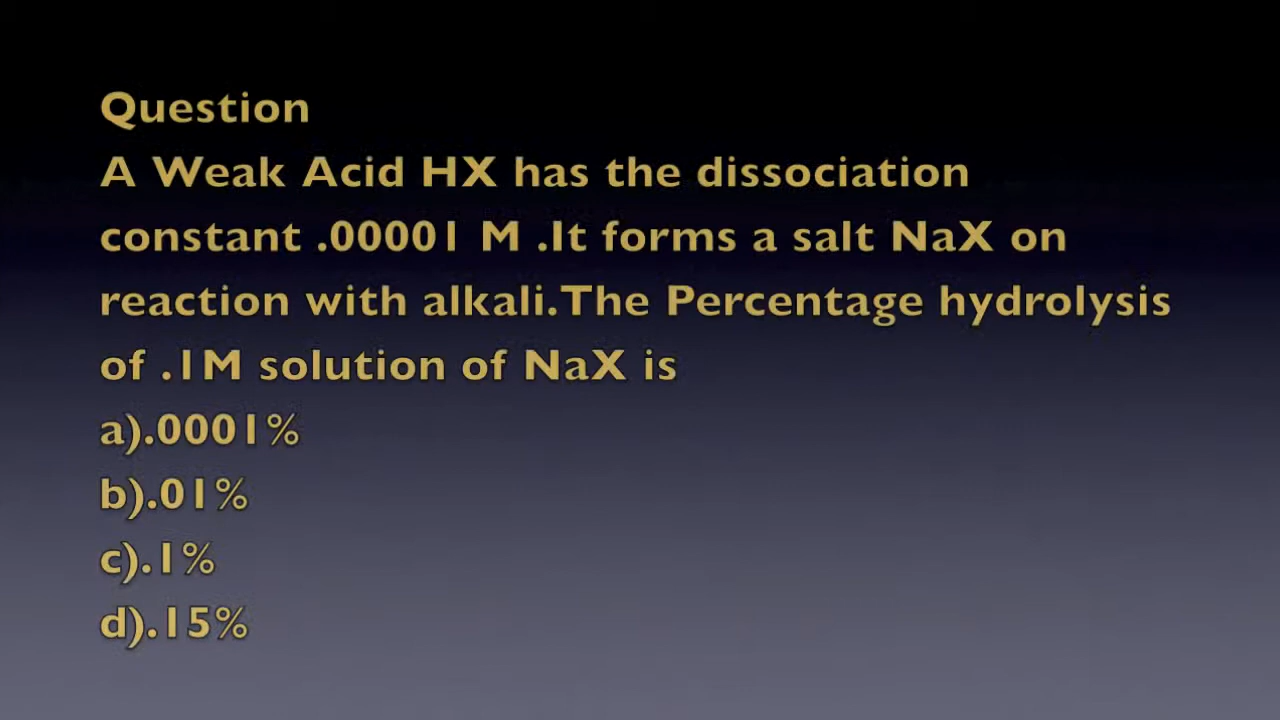 Question
A Weak Acid HX has the dissociation
constant .00001 M .It forms a salt NaX on
reaction with alkali.The Percentage hydrolysis
of .1M solution of NaX is
a).0001%
b).01%
c).1%
d).15%